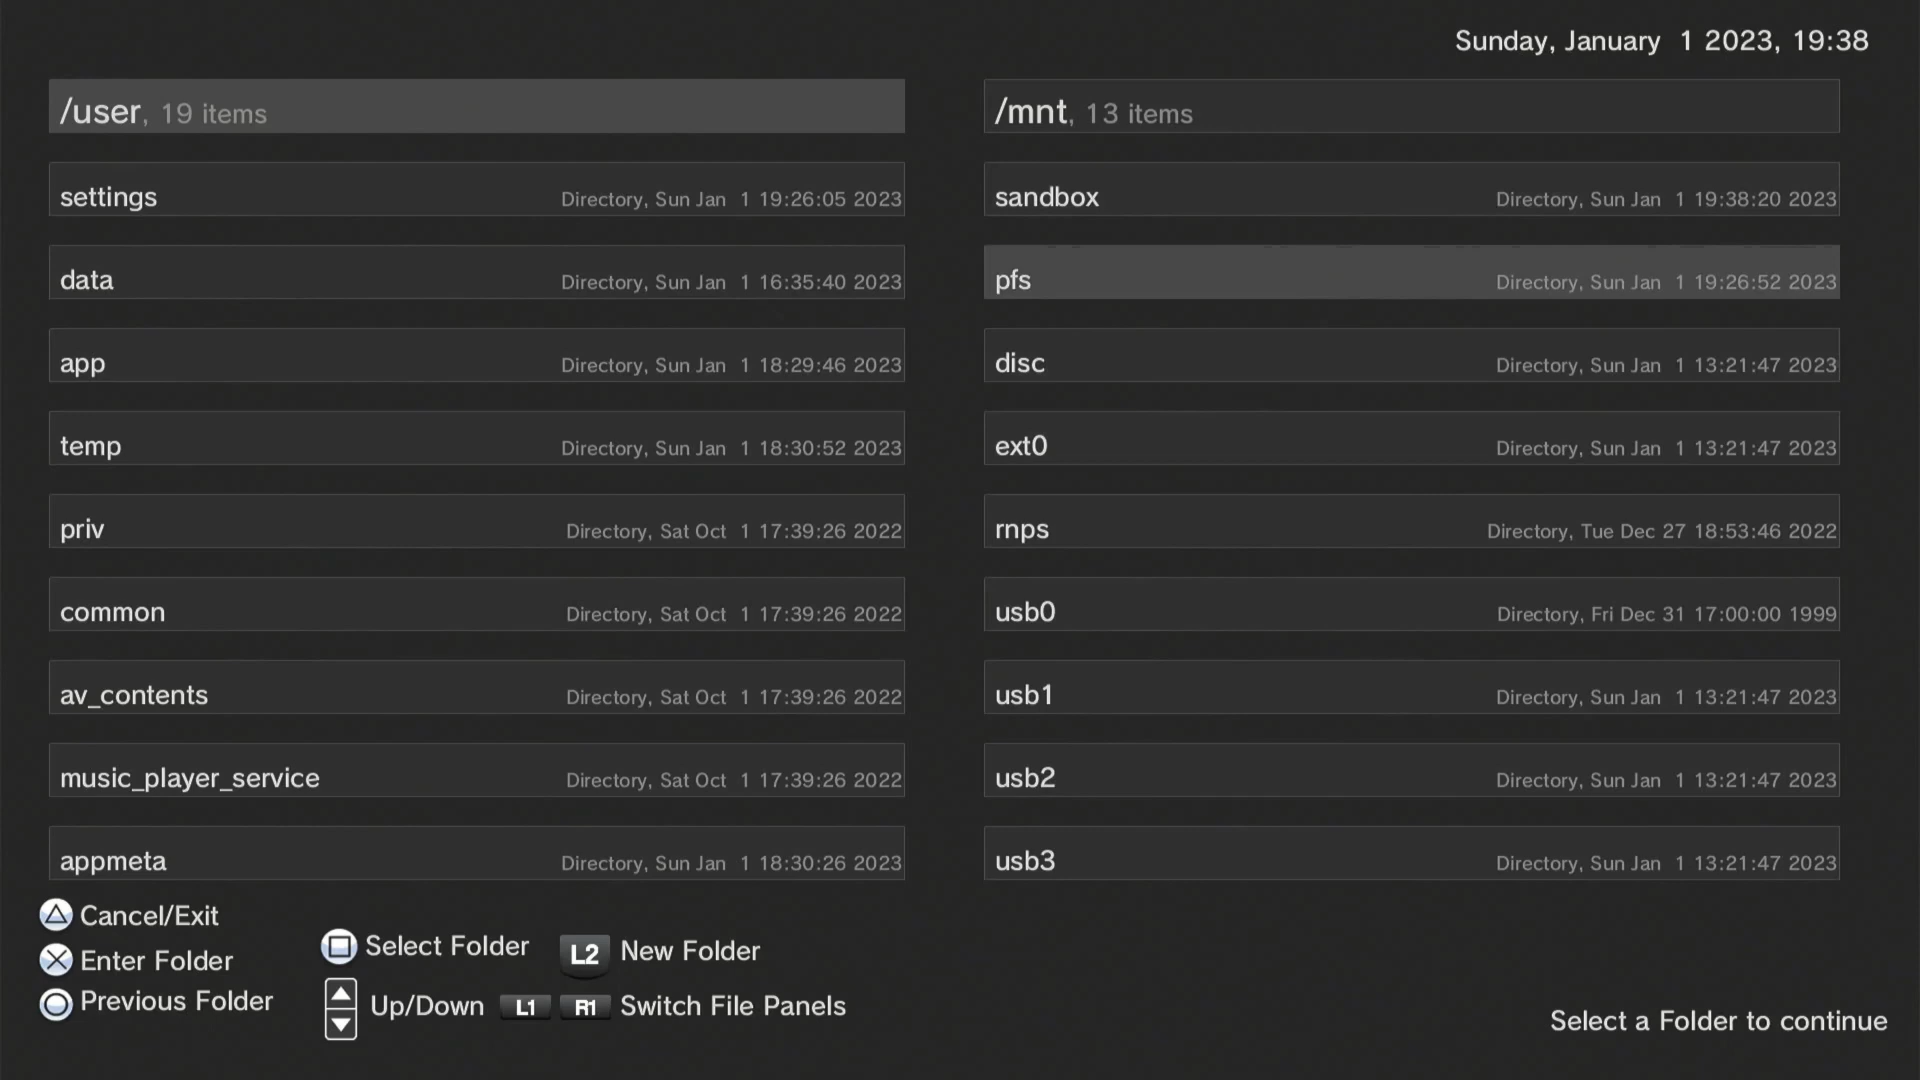 Sunday, January 1 2023, 19:38
/user, 19 items
settings Directory, Sun Jan 1 19:26:05 2023
data Directory, Sun Jan 1 16:35:40 2023
app Directory, Sun Jan 1 18:29:46 2023
temp Directory, Sun Jan 1 18:30:52 2023
priv Directory, Sat Oct 1 17:39:26 2022
common Directory, Sat Oct 1 17:39:26 2022
av_contents Directory, Sat Oct 1 17:39:26 2022
music_player_service Directory, Sat Oct 1 17:39:26 2022
appmeta Directory, Sun Jan 1 18:30:26 2023
/mnt, 13 items
sandbox Directory, Sun Jan 1 19:38:20 2023
pfs Directory, Sun Jan 1 19:26:52 2023
disc Directory, Sun Jan 1 13:21:47 2023
ext0 Directory, Sun Jan 1 13:21:47 2023
rnps Directory, Tue Dec 27 18:53:46 2022
usb0 Directory, Fri Dec 31 17:00:00 1999
usb1 Directory, Sun Jan 1 13:21:47 2023
usb2 Directory, Sun Jan 1 13:21:47 2023
usb3 Directory, Sun Jan 1 13:21:47 2023
Cancel/Exit
Enter Folder
Previous Folder
Select Folder L2 New Folder
Up/Down L1 R1 Switch File Panels
Select a Folder to continue